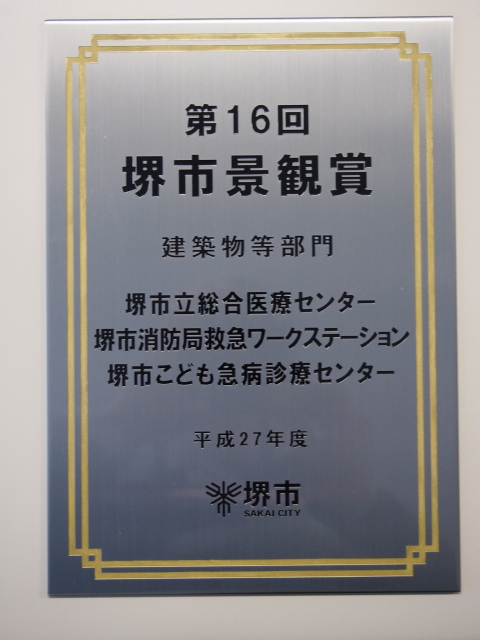 第16回
堺市景観賞
建築物等部門
堺市立総合医療センター
堺市消防局救急ワークステーション
堺市こども急病診療センター
平成27年度
堺市
SAKAI CITY